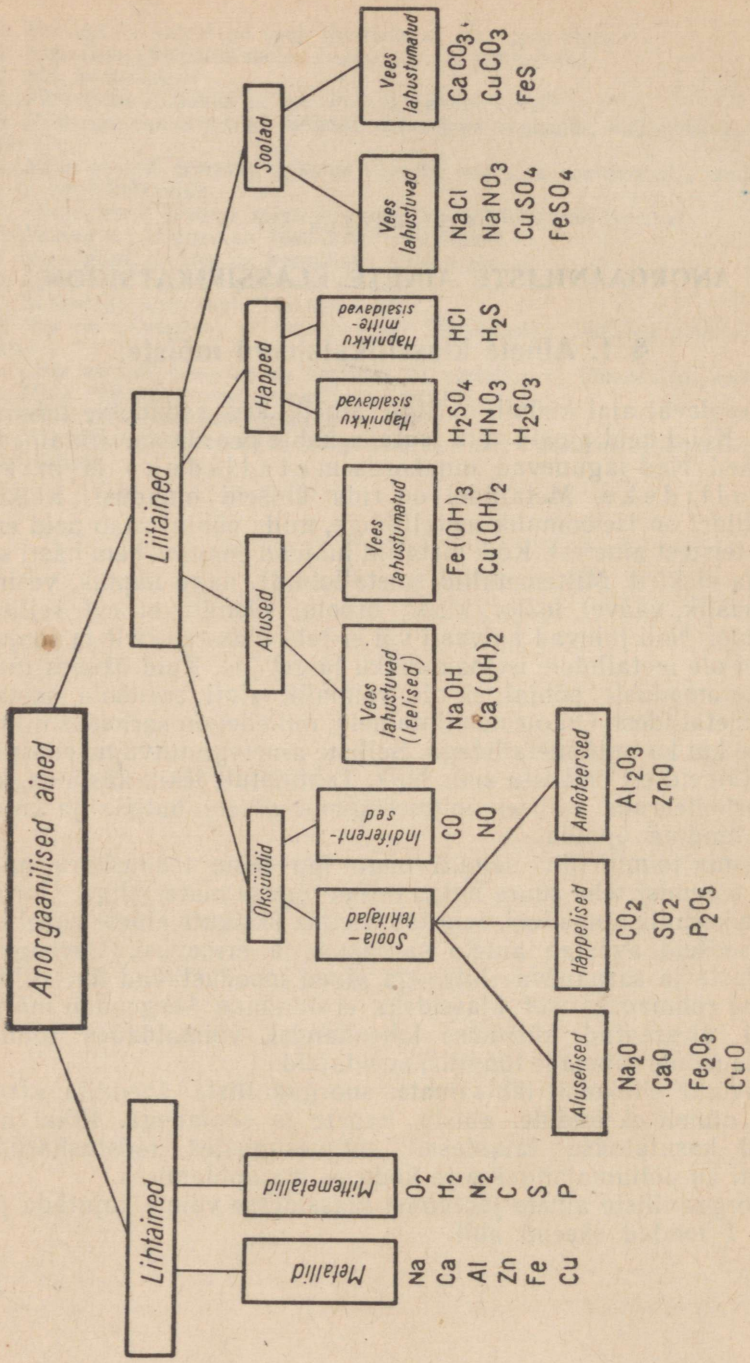 Anorgaanilised ained
Lihtained
Liitained
Metallid
Mittemetallid
Oksüüdid
Alused
Happed
Soolad
Na
Ca
Al
Zn
Fe
Cu
O2
H2
N2
C
S
P
Soola-
tekitajad
Indiferent-
sed
CO
NO
Vees
lahustuvad
(leelised)
NaOH
Ca(OH)2
Vees
lahustumatud
Fe(OH)3
Cu(OH)2
Hapnikku
sisaldavad
H2SO4
HNO3
H2CO3
Hapnikku
mitte-
sisaldavad
HCl
H2S
Vees
lahustuvad
NaCl
NaNO3
CuSO4
FeSO4
Vees
lahustumatud
CaCO3
CuCO3
FeS
Aluselised
Na2O
CaO
Fe2O3
CuO
Happelised
CO2
SO2
P2O5
Amfoteersed
Al2O3
ZnO